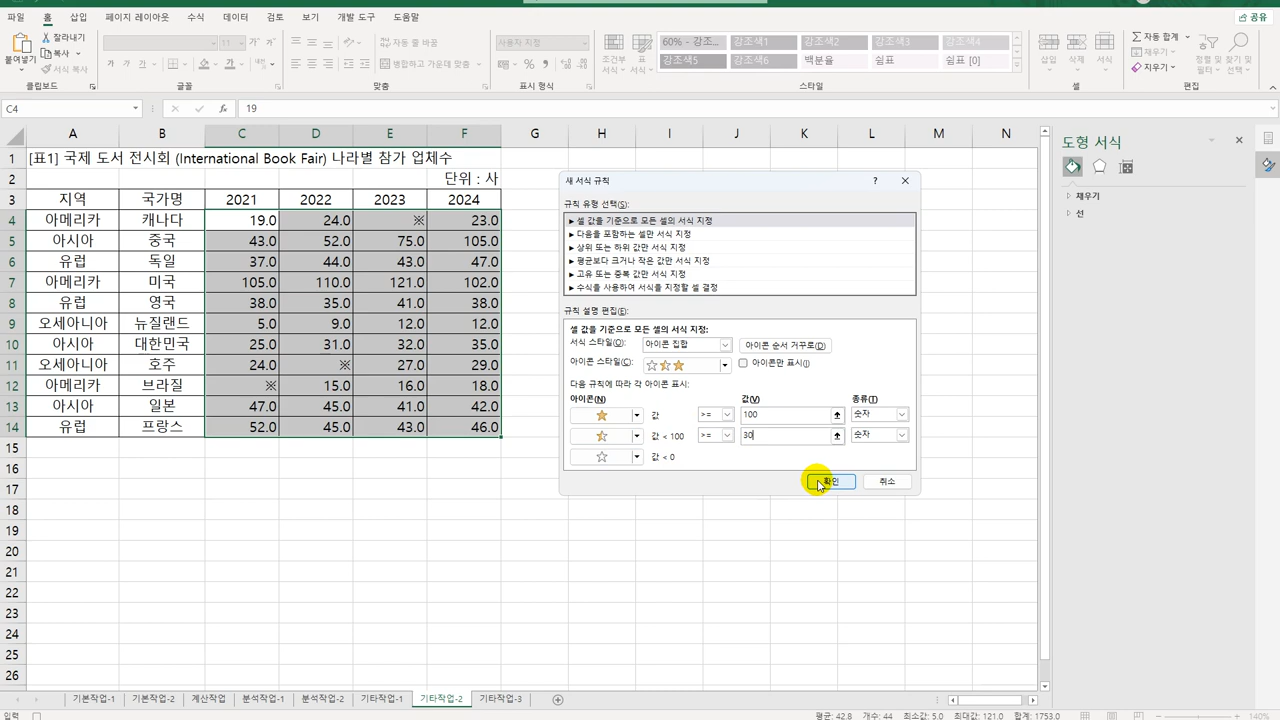 파일 홈 삽입 페이지 레이아웃 수식 데이터 검토 보기 개발 도구 도움말 공유
잘라내기
복사
서식 복사
붙여넣기
클립보드
11
가 가
가 가 가
글꼴
자동 줄 바꿈
병합하고 가운데 맞춤
맞춤
사용자 지정
표시 형식
조건부 서식
표 서식
60% - 강조... 강조색1 강조색2 강조색3 강조색4
강조색5 강조색6 백분율 쉼표 쉼표 [0]
스타일
삽입 삭제 서식
셀
자동 합계
채우기
지우기
정렬 및 필터
찾기 및 선택
편집
C4 fx 19
A B C D E F G H I J K L M N
1 [표1] 국제 도서 전시회 (International Book Fair) 나라별 참가 업체수
2 단위 : 사
3 지역 국가명 2021 2022 2023 2024
4 아메리카 캐나다 19.0 24.0 ※ 23.0
5 아시아 중국 43.0 52.0 75.0 105.0
6 유럽 독일 37.0 44.0 43.0 47.0
7 아메리카 미국 105.0 110.0 121.0 102.0
8 유럽 영국 38.0 35.0 41.0 38.0
9 오세아니아 뉴질랜드 5.0 9.0 12.0 12.0
10 아시아 대한민국 25.0 31.0 32.0 35.0
11 오세아니아 호주 24.0 ※ 27.0 29.0
12 아메리카 브라질 ※ 15.0 16.0 18.0
13 아시아 일본 47.0 45.0 41.0 42.0
14 유럽 프랑스 52.0 45.0 43.0 46.0
15
16
17
18
19
20
21
22
23
24
25
26
새 서식 규칙 ?
규칙 유형 선택(S):
► 셀 값을 기준으로 모든 셀의 서식 지정
► 다음을 포함하는 셀만 서식 지정
► 상위 또는 하위 값만 서식 지정
► 평균보다 크거나 작은 값만 서식 지정
► 고유 또는 중복 값만 서식 지정
► 수식을 사용하여 서식을 지정할 셀 결정
규칙 설명 편집(E):
셀 값을 기준으로 모든 셀의 서식 지정:
서식 스타일(O): 아이콘 집합 아이콘 순서 거꾸로(D)
아이콘 스타일(C): 아이콘만 표시(I)
다음 규칙에 따라 각 아이콘 표시:
아이콘(N) 값(V) 종류(T)
값 >= 100 숫자
값 < 100 >= 30 숫자
값 < 0
확인 취소
도형 서식
채우기
선
기본작업-1 기본작업-2 계산작업 분석작업-1 분석작업-2 기타작업-1 기타작업-2 기타작업-3
입력 평균: 42.8 개수: 44 최소값: 5.0 최대값: 121.0 합계: 1753.0 140%